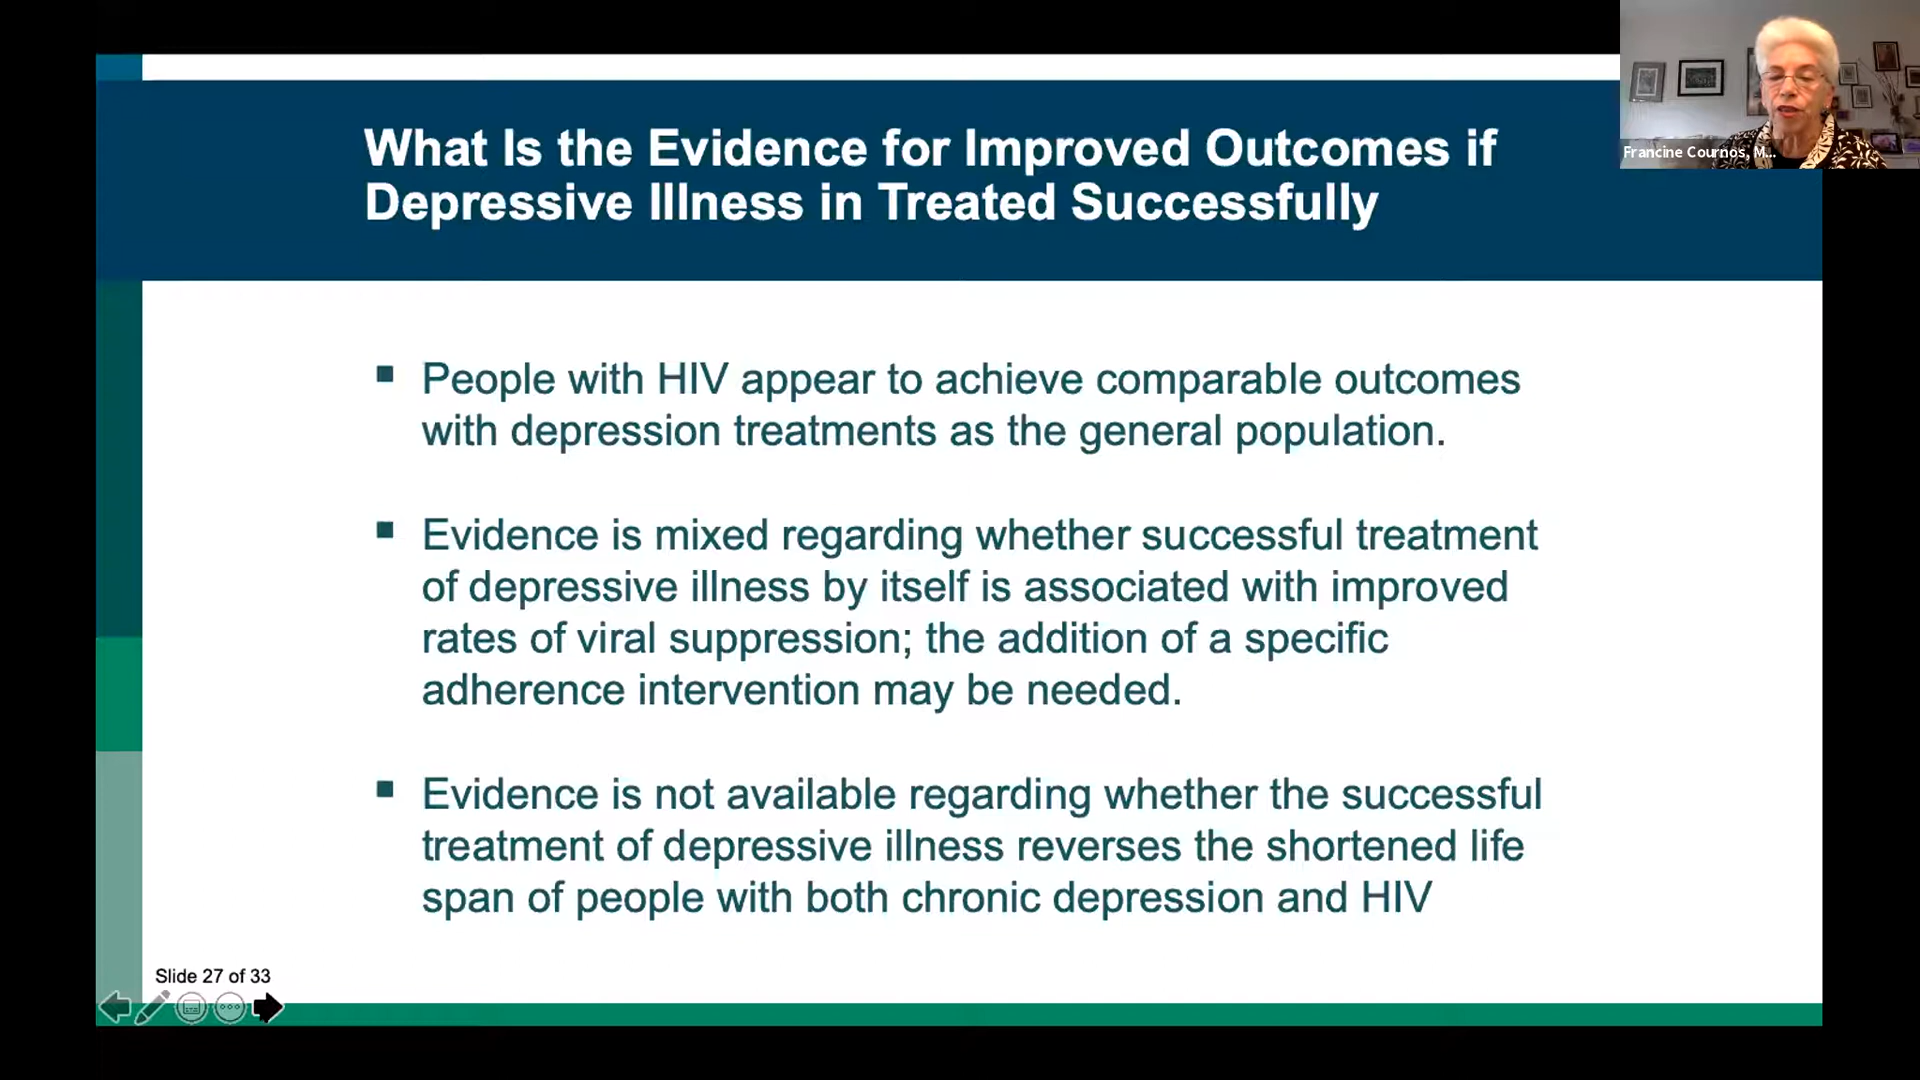 What Is the Evidence for Improved Outcomes if
Depressive Illness in Treated Successfully
Francine Cournos, M...
▪ People with HIV appear to achieve comparable outcomes
with depression treatments as the general population.
▪ Evidence is mixed regarding whether successful treatment
of depressive illness by itself is associated with improved
rates of viral suppression; the addition of a specific
adherence intervention may be needed.
▪ Evidence is not available regarding whether the successful
treatment of depressive illness reverses the shortened life
span of people with both chronic depression and HIV
Slide 27 of 33